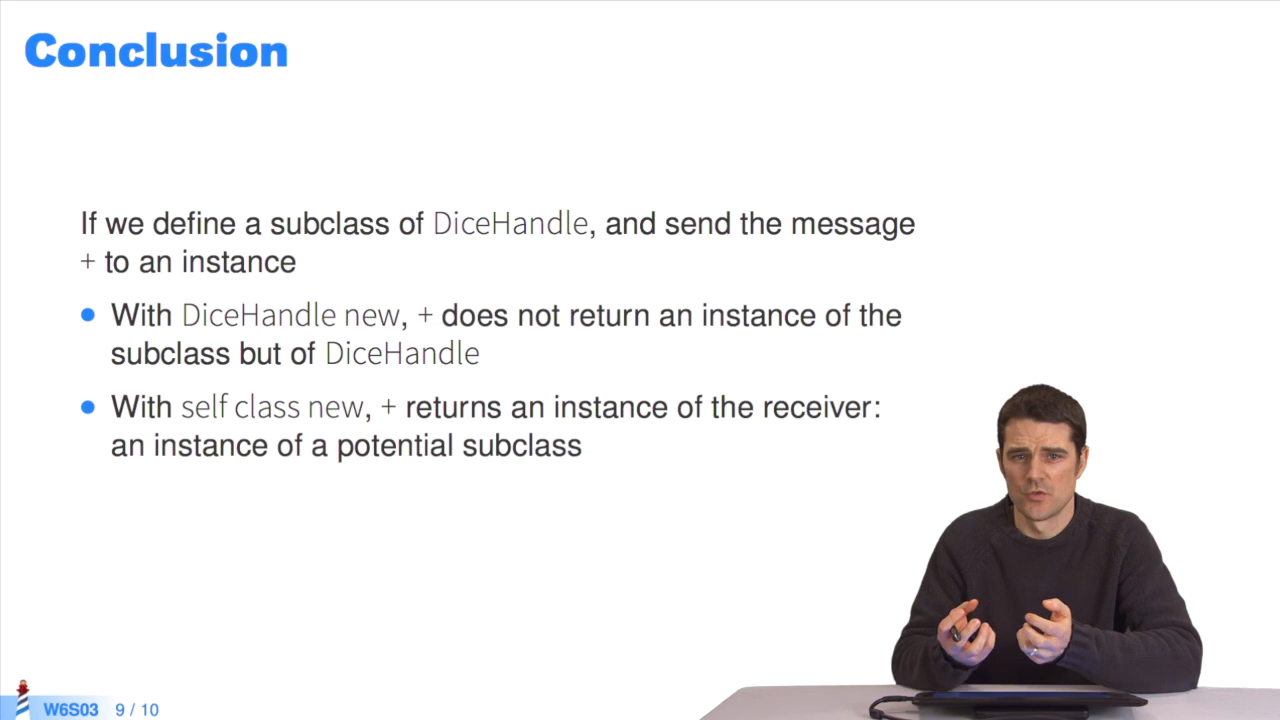 Conclusion
If we define a subclass of DiceHandle, and send the message
+ to an instance
With DiceHandle new, + does not return an instance of the
subclass but of DiceHandle
With self class new, + returns an instance of the receiver:
an instance of a potential subclass
W6S03 9 / 10